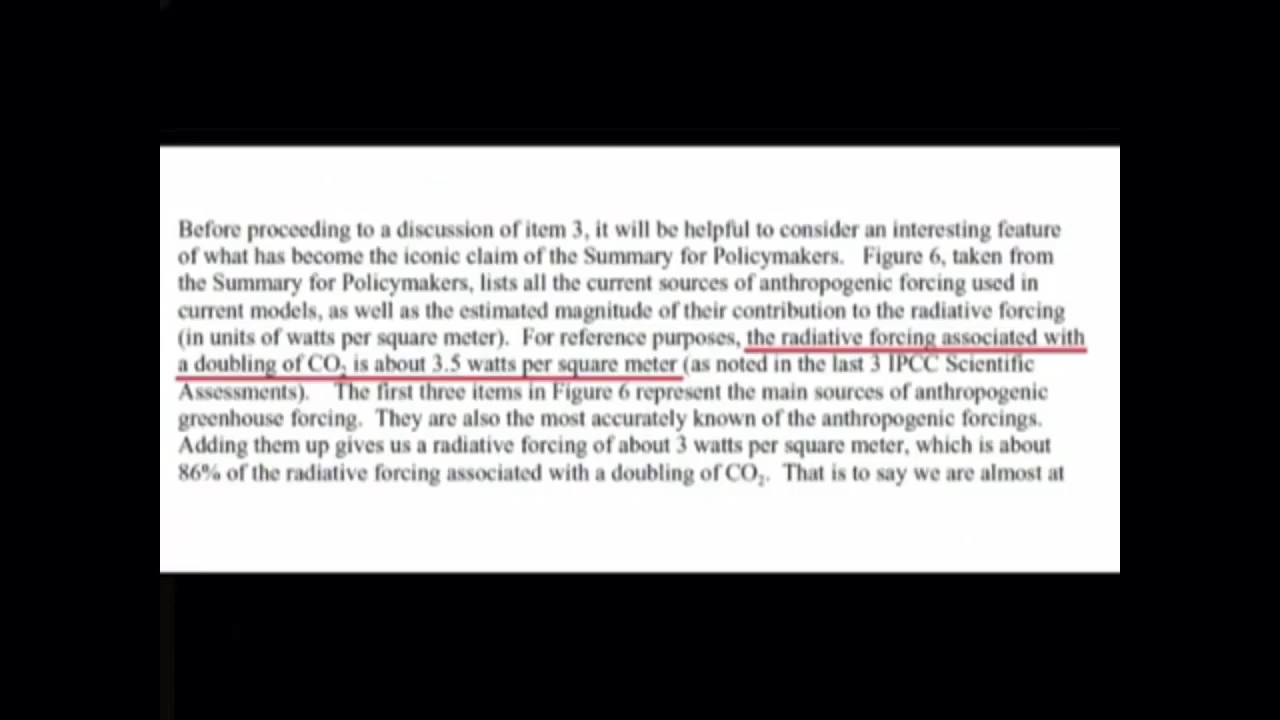 Before proceeding to a discussion of item 3, it will be helpful to consider an interesting feature
of what has become the iconic claim of the Summary for Policymakers. Figure 6, taken from
the Summary for Policymakers, lists all the current sources of anthropogenic forcing used in
current models, as well as the estimated magnitude of their contribution to the radiative forcing
(in units of watts per square meter). For reference purposes, the radiative forcing associated with
a doubling of CO₂ is about 3.5 watts per square meter (as noted in the last 3 IPCC Scientific
Assessments). The first three items in Figure 6 represent the main sources of anthropogenic
greenhouse forcing. They are also the most accurately known of the anthropogenic forcings.
Adding them up gives us a radiative forcing of about 3 watts per square meter, which is about
86% of the radiative forcing associated with a doubling of CO₂. That is to say we are almost at